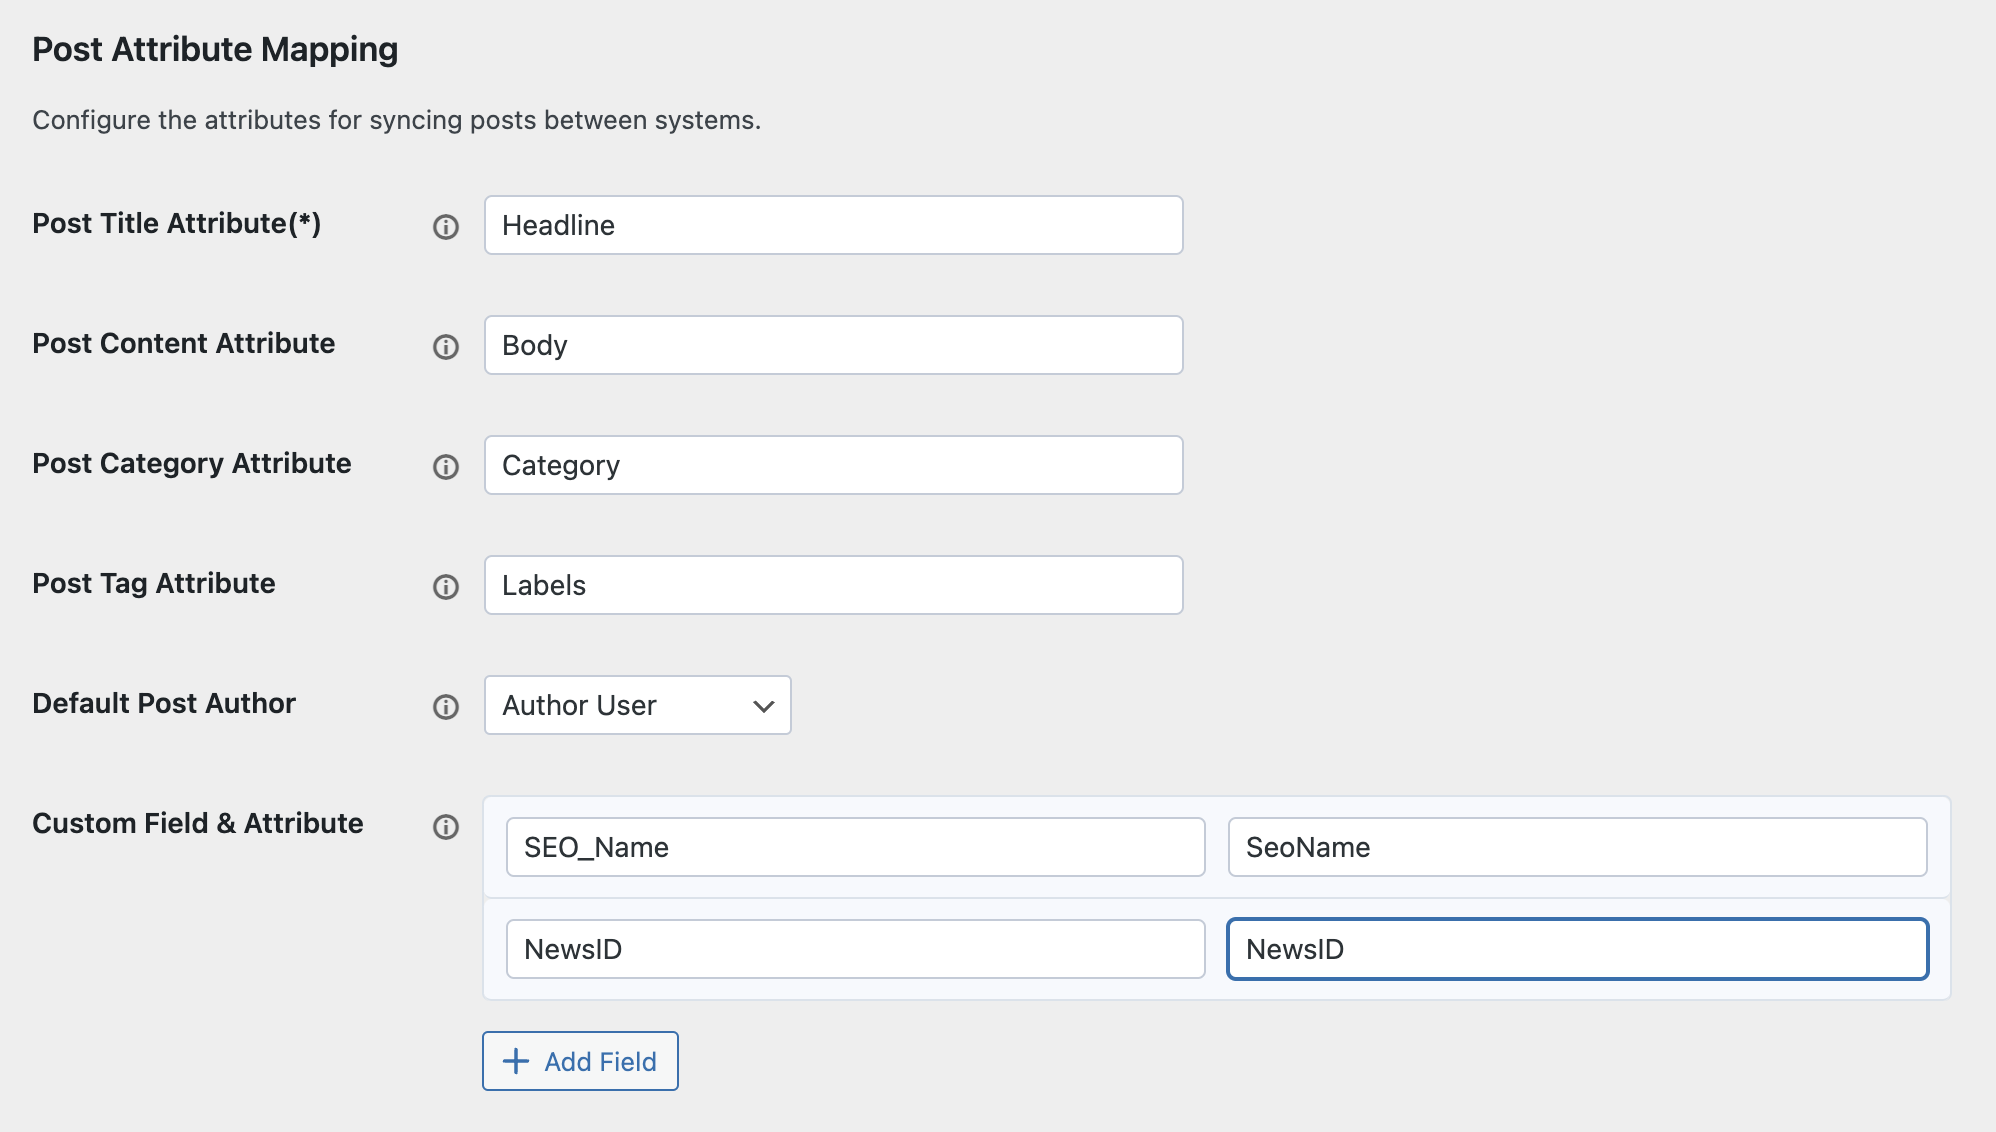 Post Attribute Mapping
Configure the attributes for syncing posts between systems.
Post Title Attribute(*) Headline
Post Content Attribute Body
Post Category Attribute Category
Post Tag Attribute Labels
Default Post Author Author User
Custom Field & Attribute SEO_Name SeoName
NewsID NewsID
Add Field